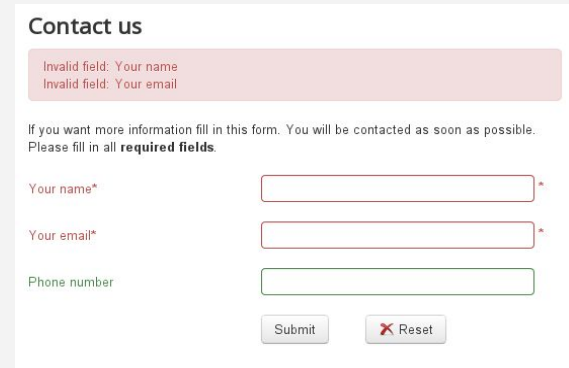 Contact us
Invalid field: Your name
Invalid field: Your email
If you want more information fill in this form. You will be contacted as soon as possible.
Please fill in all required fields.
Your name* *
Your email* *
Phone number
Submit Reset